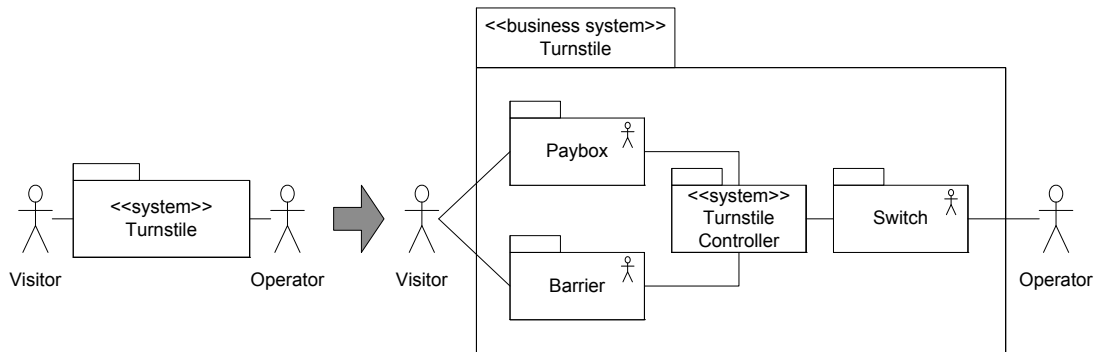 <<system>>
Turnstile
Visitor
Operator
<<business system>>
Turnstile
Visitor
Paybox
Barrier
<<system>>
Turnstile
Controller
Switch
Operator